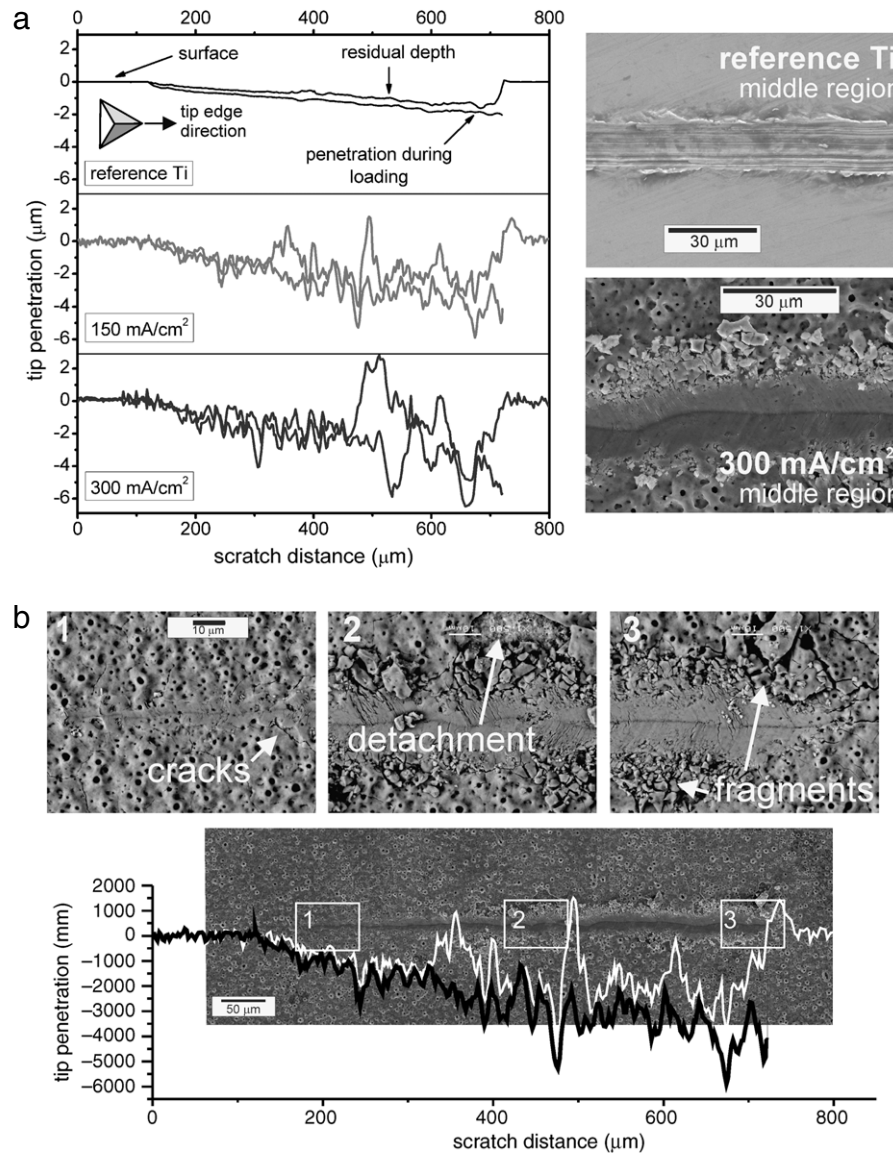 a
0 200 400 600 800
2
0
-2
-4
-6
surface
residual depth
tip edge
direction
penetration during
loading
reference Ti
2
0
-2
-4
-6
150 mA/cm²
2
0
-2
-4
-6
300 mA/cm²
tip penetration (μm)
0 200 400 600 800
scratch distance (μm)
reference Ti
middle region
30 μm
30 μm
300 mA/cm²
middle region
b
1
10 μm
cracks
2
detachment
3
fragments
2000
1000
0
-1000
-2000
-3000
-4000
-5000
-6000
tip penetration (mm)
1
2
3
50 μm
0 200 400 600 800
scratch distance (μm)